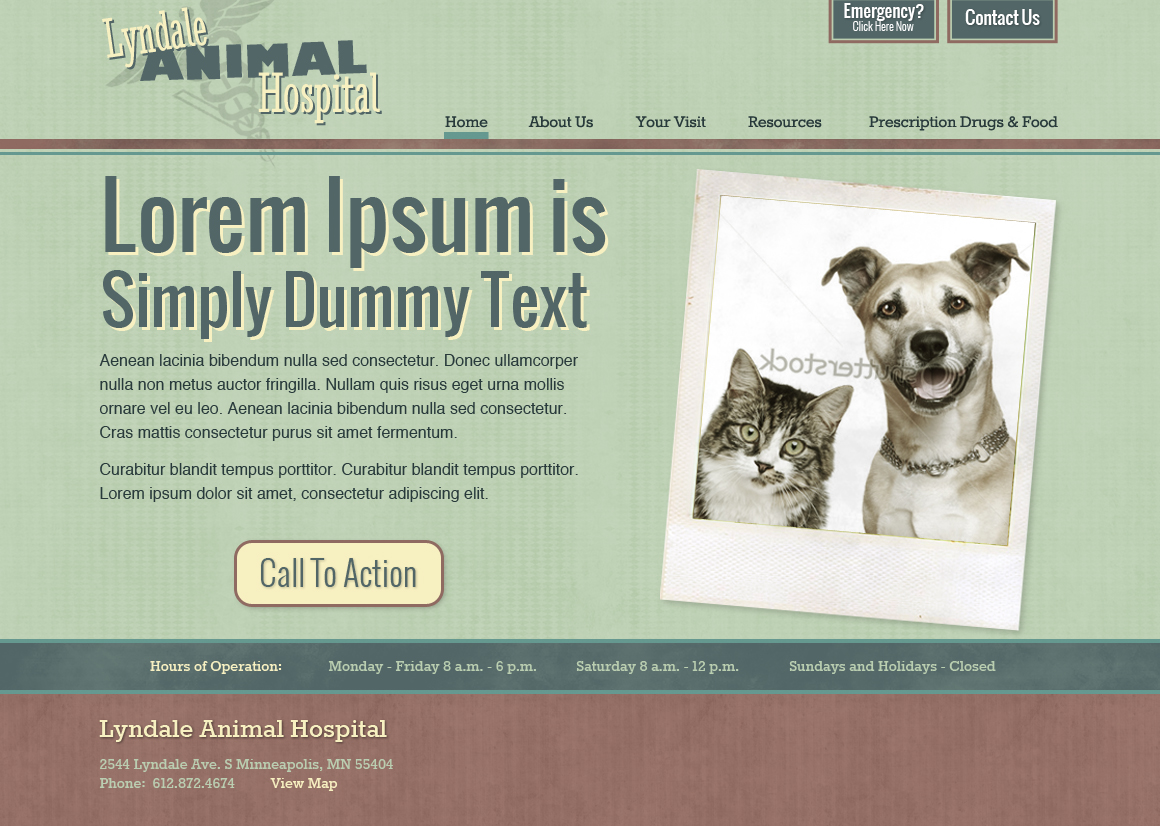 Lyndale
ANIMAL
Hospital
Emergency?
Click Here Now
Contact Us
Home
About Us
Your Visit
Resources
Prescription Drugs & Food
Lorem Ipsum is
Simply Dummy Text
Aenean lacinia bibendum nulla sed consectetur. Donec ullamcorper
nulla non metus auctor fringilla. Nullam quis risus eget urna mollis
ornare vel eu leo. Aenean lacinia bibendum nulla sed consectetur.
Cras mattis consectetur purus sit amet fermentum.
Curabitur blandit tempus porttitor. Curabitur blandit tempus porttitor.
Lorem ipsum dolor sit amet, consectetur adipiscing elit.
shutterstock
Call To Action
Hours of Operation:
Monday - Friday 8 a.m. - 6 p.m.
Saturday 8 a.m. - 12 p.m.
Sundays and Holidays - Closed
Lyndale Animal Hospital
2544 Lyndale Ave. S Minneapolis, MN 55404
Phone: 612.872.4674
View Map